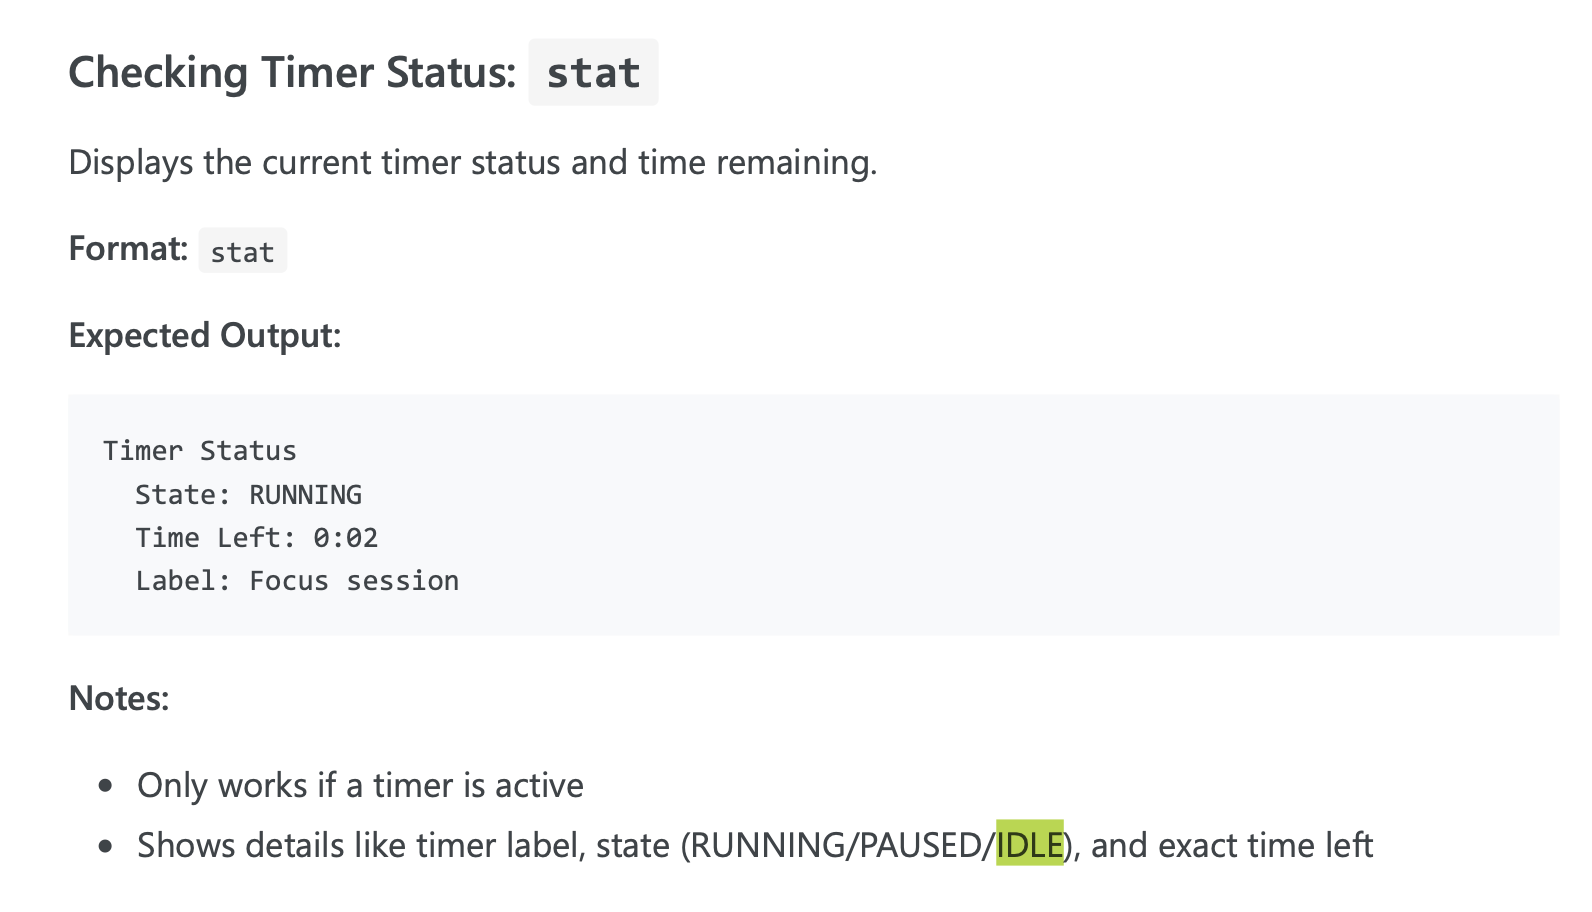 Checking Timer Status: stat
Displays the current timer status and time remaining.
Format: stat
Expected Output:
Timer Status
State: RUNNING
Time Left: 0:02
Label: Focus session
Notes:
• Only works if a timer is active
• Shows details like timer label, state (RUNNING/PAUSED/IDLE), and exact time left